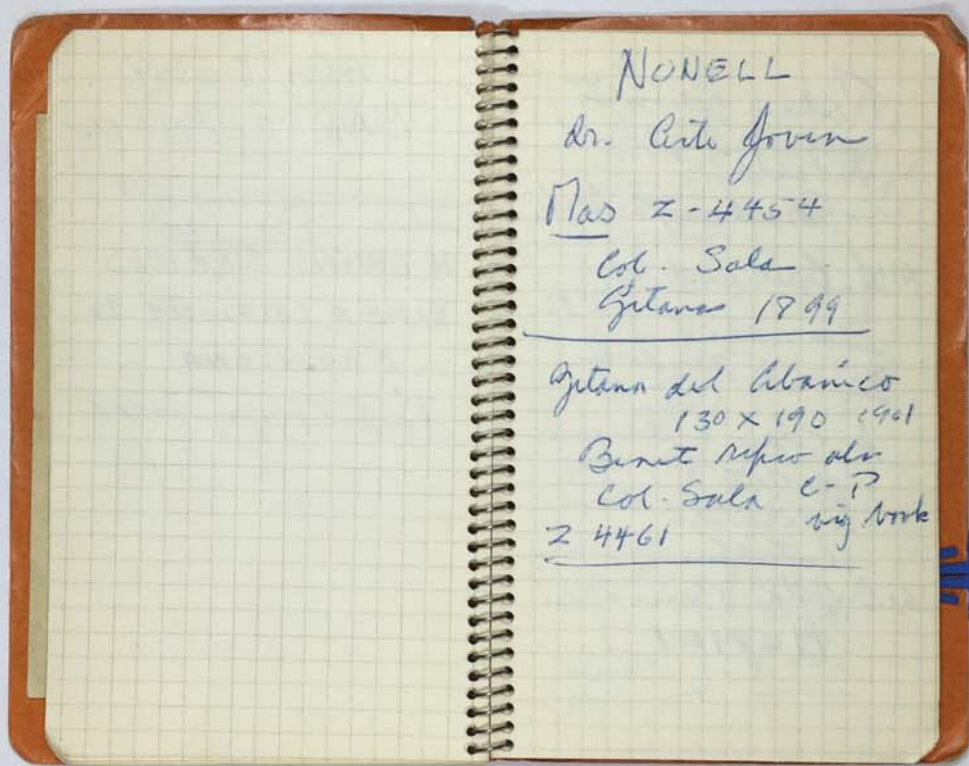 NONELL
dr. Arte Joven
Mas Z-4454
Col. Sala
Gitanas 1899
Gitana del Abanico
130 x 190 1901
Benet repro
Col. Sala C-P
big book
Z 4461